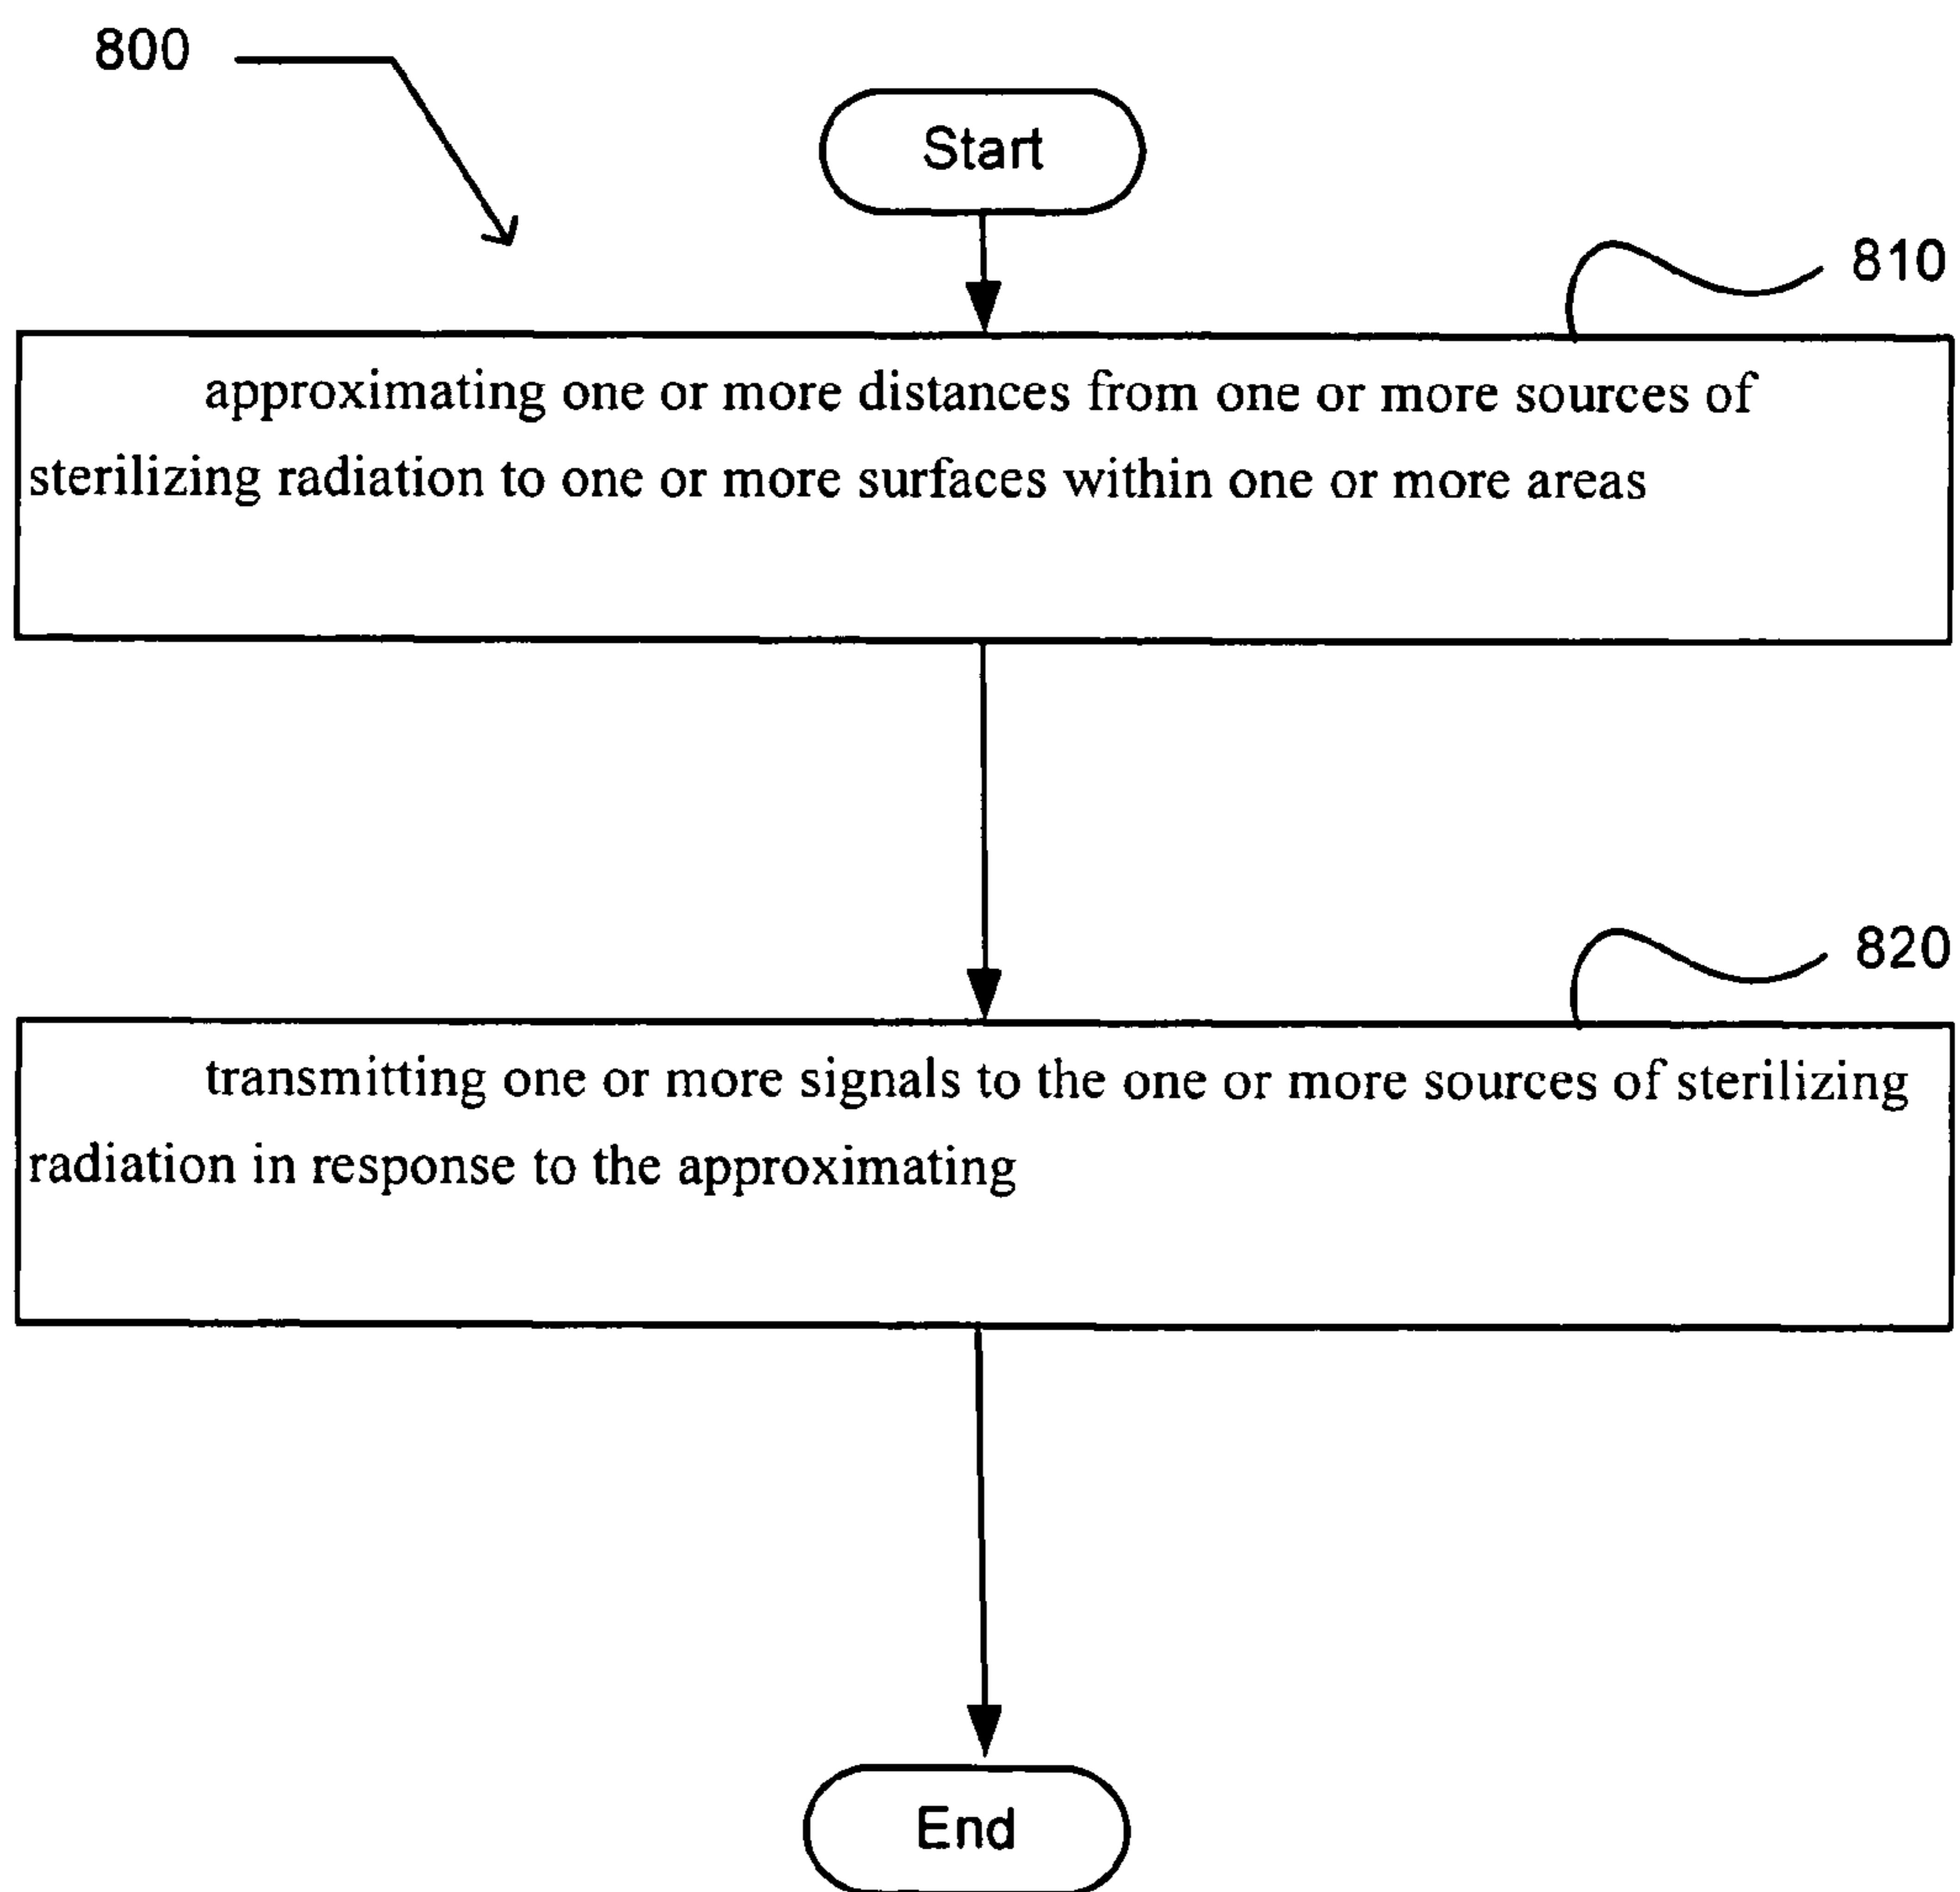 800
Start
810
approximating one or more distances from one or more sources of
sterilizing radiation to one or more surfaces within one or more areas
820
transmitting one or more signals to the one or more sources of sterilizing
radiation in response to the approximating
End